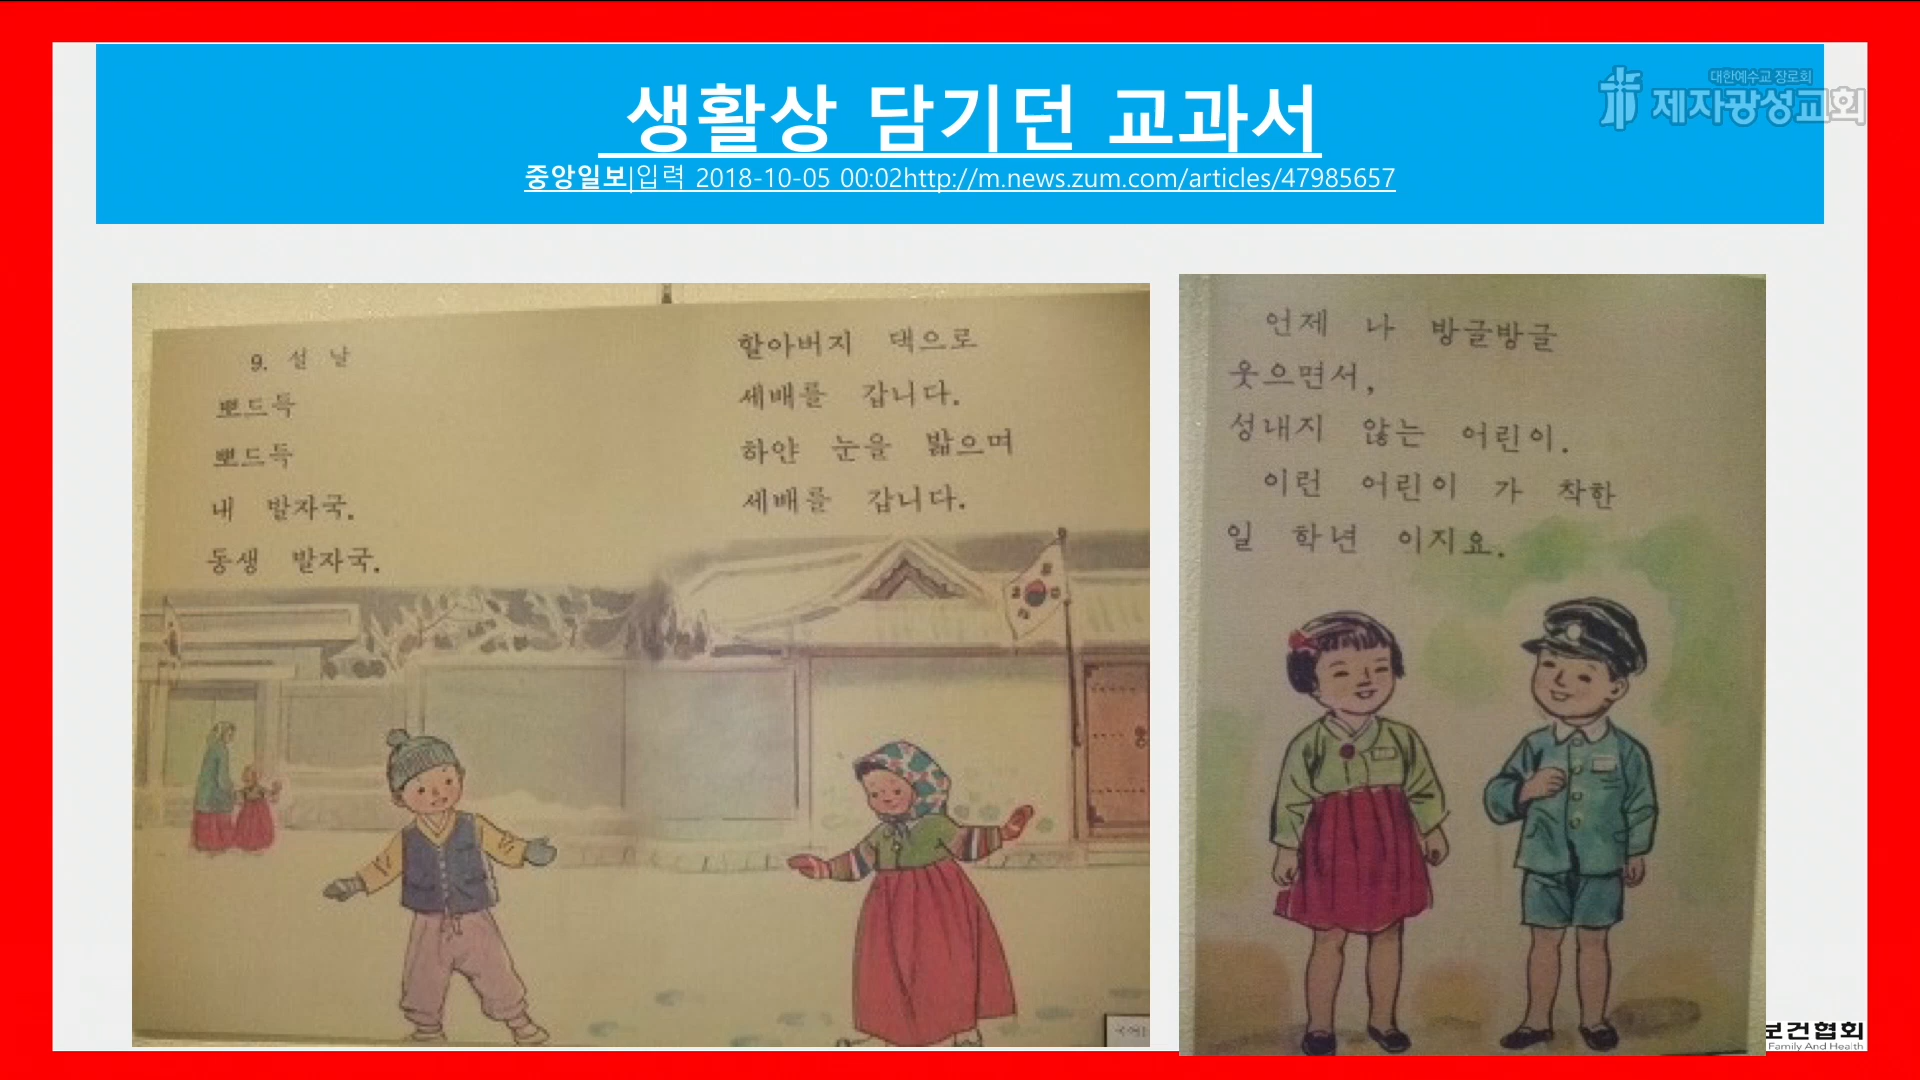 생활상 담기던 교과서
중앙일보|입력 2018-10-05 00:02http://m.news.zum.com/articles/47985657
대한예수교 장로회
제자광성교회
9. 설 날
뽀드득
뽀드득
내 발자국.
동생 발자국.
할아버지 댁으로
세배를 갑니다.
하얀 눈을 밟으며
세배를 갑니다.
언제 나 방글방글
웃으면서,
성내지 않는 어린이.
이런 어린이 가 착한
일 학년 이지요.
보건협회
Family And Health